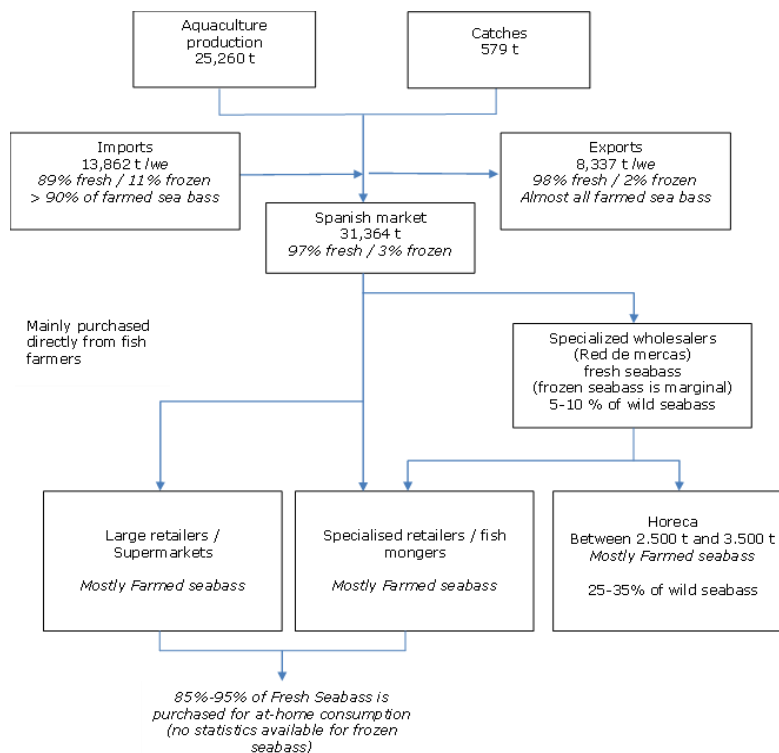 Aquaculture
production
25,260 t
Catches
579 t
Imports
13,862 t lwe
89% fresh / 11% frozen
> 90% of farmed sea bass
Exports
8,337 t lwe
98% fresh / 2% frozen
Almost all farmed sea bass
Spanish market
31,364 t
97% fresh / 3% frozen
Mainly purchased
directly from fish
farmers
Specialized wholesalers
(Red de mercas)
fresh seabass
(frozen seabass is marginal)
5-10 % of wild seabass
Large retailers /
Supermarkets
Mostly Farmed seabass
Specialised retailers / fish
mongers
Mostly Farmed seabass
Horeca
Between 2.500 t and 3.500 t
Mostly Farmed seabass
25-35% of wild seabass
85%-95% of Fresh Seabass is
purchased for at-home consumption
(no statistics available for frozen
seabass)